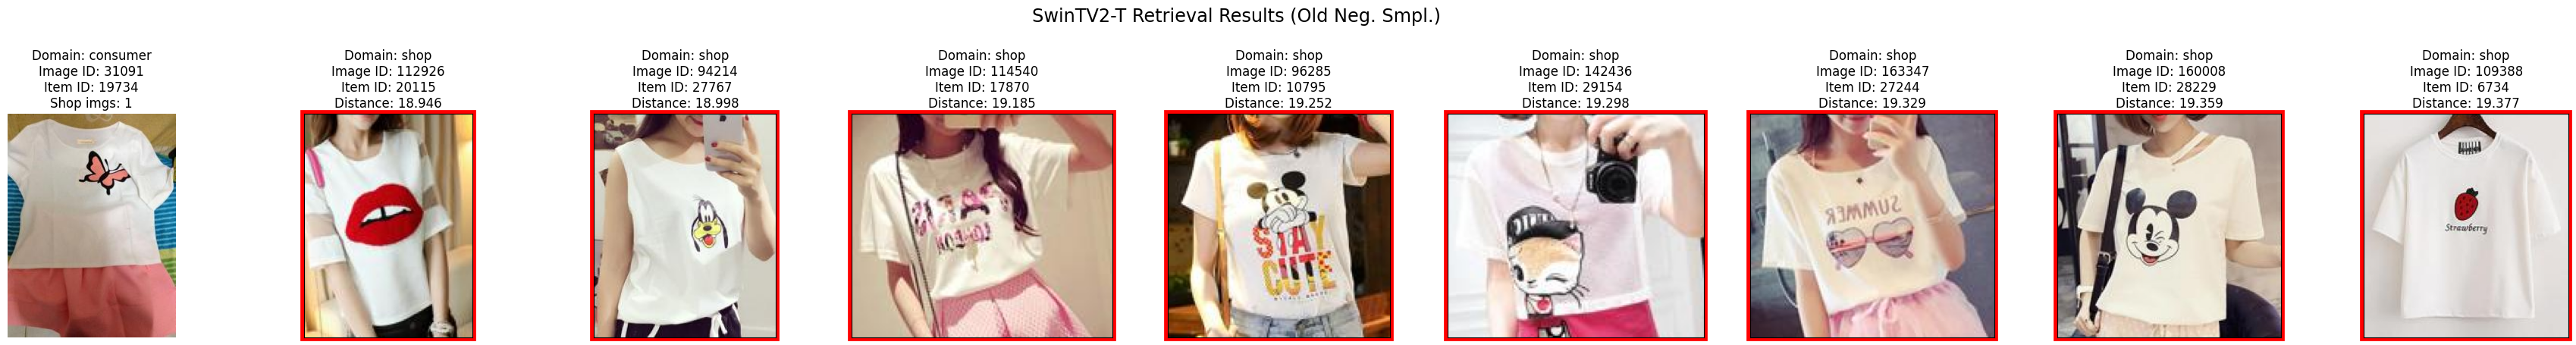 SwinTV2-T Retrieval Results (Old Neg. Smpl.)
Domain: consumer
Image ID: 31091
Item ID: 19734
Shop imgs: 1
Domain: shop
Image ID: 112926
Item ID: 20115
Distance: 18.946
Domain: shop
Image ID: 94214
Item ID: 27767
Distance: 18.998
Domain: shop
Image ID: 114540
Item ID: 17870
Distance: 19.185
Domain: shop
Image ID: 96285
Item ID: 10795
Distance: 19.252
Domain: shop
Image ID: 142436
Item ID: 29154
Distance: 19.298
Domain: shop
Image ID: 163347
Item ID: 27244
Distance: 19.329
Domain: shop
Image ID: 160008
Item ID: 28229
Distance: 19.359
Domain: shop
Image ID: 109388
Item ID: 6734
Distance: 19.377
STAY
CUTE
SUMMER
Strawberry